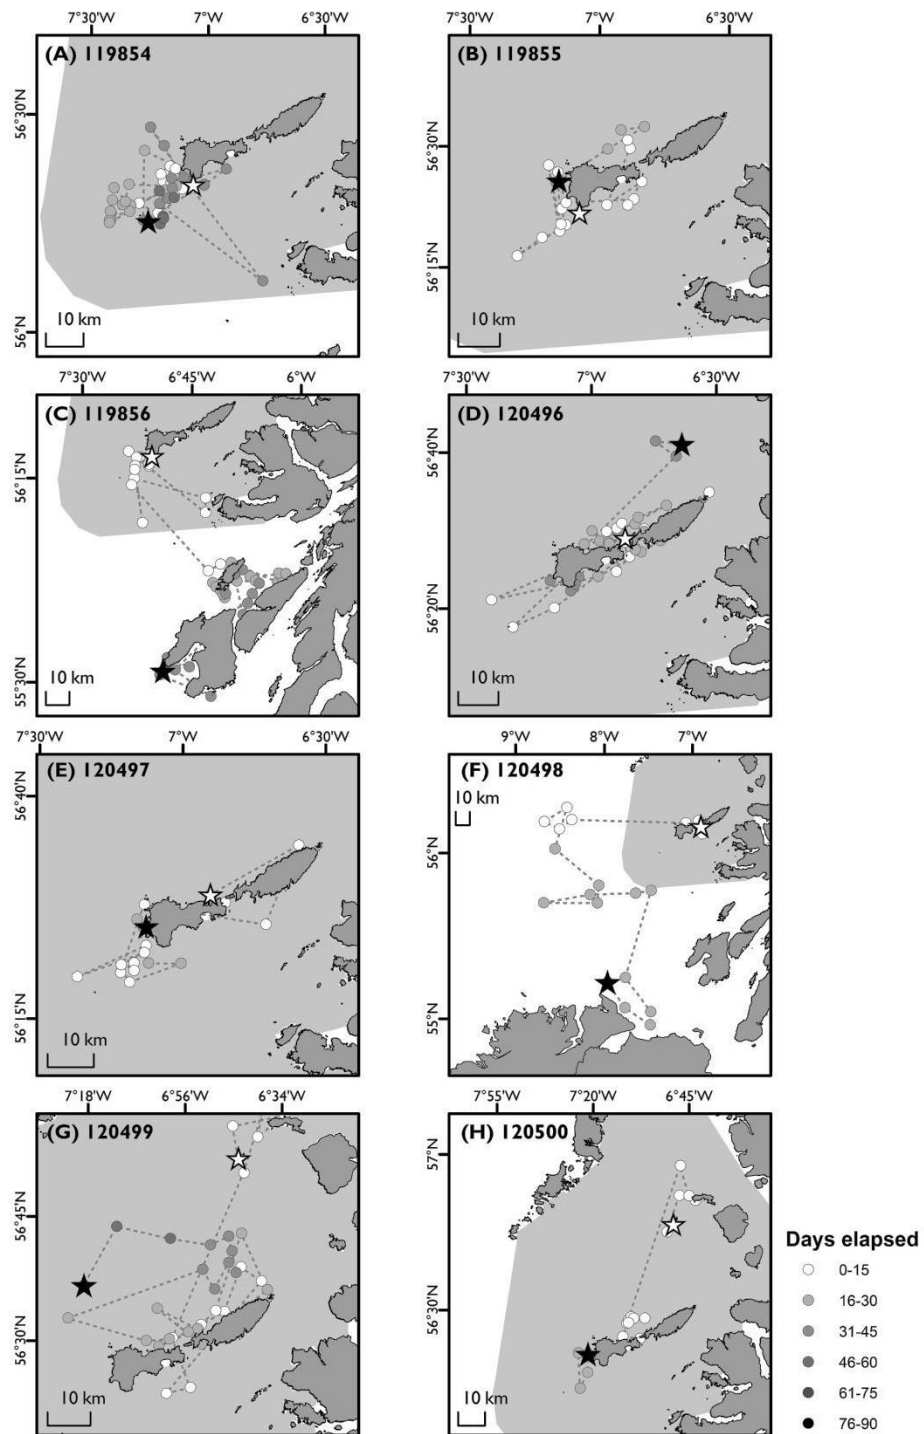 7°30'W 7°W 6°30'W
(A) 119854
56°30'N
56°N
10 km
7°W 6°30'W
(B) 119855
56°30'N
56°15'N
10 km
7°30'W 6°45'W 6°W
(C) 119856
56°15'N
55°30'N
10 km
7°30'W 7°W 6°30'W
(D) 120496
56°40'N
56°20'N
10 km
7°30'W 7°W 6°30'W
(E) 120497
56°40'N
56°15'N
10 km
9°W 8°W 7°W
(F) 120498
10 km
56°N
55°N
7°18'W 6°56'W 6°34'W
(G) 120499
56°45'N
56°30'N
10 km
7°55'W 7°20'W 6°45'W
(H) 120500
57°N
56°30'N
10 km
Days elapsed
0-15
16-30
31-45
46-60
61-75
76-90